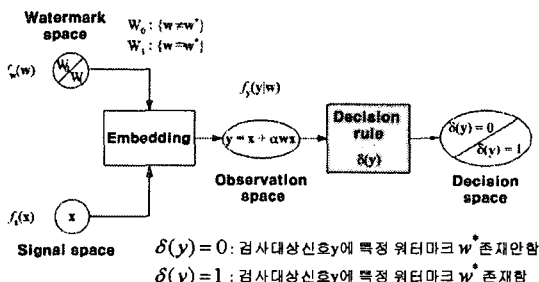 Watermark
space
W₀ : {w≠w*}
W₁ : {w=w*}
f_w(w)
W₀
W₁
f_y(y|w)
Embedding
y = x + αwx
Decision
rule
δ(y)
δ(y) = 0
δ(y) = 1
Observation
space
Decision
space
f_x(x)
x
Signal space
δ(y) = 0 : 검사대상신호y에 특정 워터마크 w* 존재안함
δ(y) = 1 : 검사대상신호y에 특정 워터마크 w* 존재함